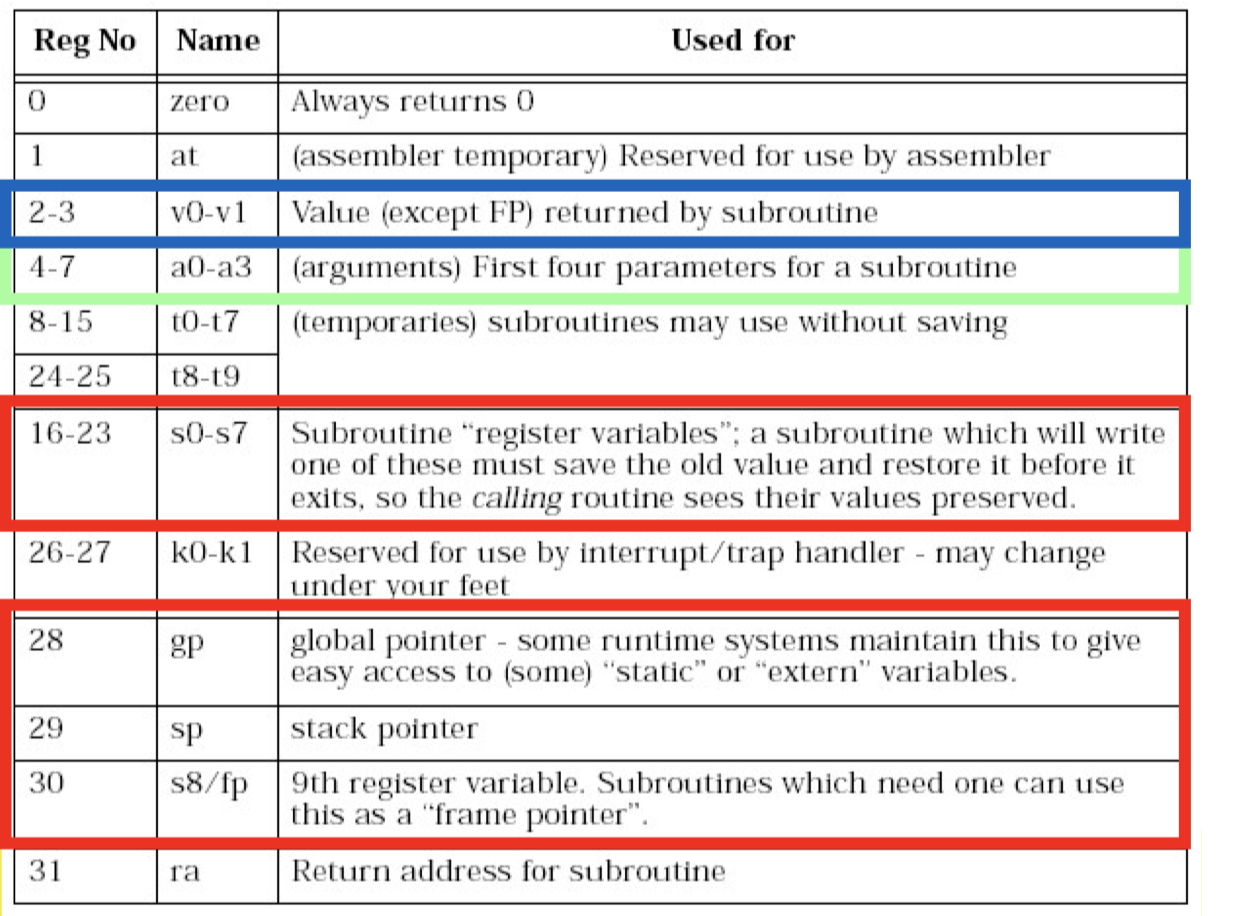 Reg No Name Used for
0 zero Always returns 0
1 at (assembler temporary) Reserved for use by assembler
2-3 v0-v1 Value (except FP) returned by subroutine
4-7 a0-a3 (arguments) First four parameters for a subroutine
8-15 t0-t7 (temporaries) subroutines may use without saving
24-25 t8-t9
16-23 s0-s7 Subroutine “register variables”; a subroutine which will write
one of these must save the old value and restore it before it
exits, so the calling routine sees their values preserved.
26-27 k0-k1 Reserved for use by interrupt/trap handler - may change
under your feet
28 gp global pointer - some runtime systems maintain this to give
easy access to (some) “static” or “extern” variables.
29 sp stack pointer
30 s8/fp 9th register variable. Subroutines which need one can use
this as a “frame pointer”.
31 ra Return address for subroutine